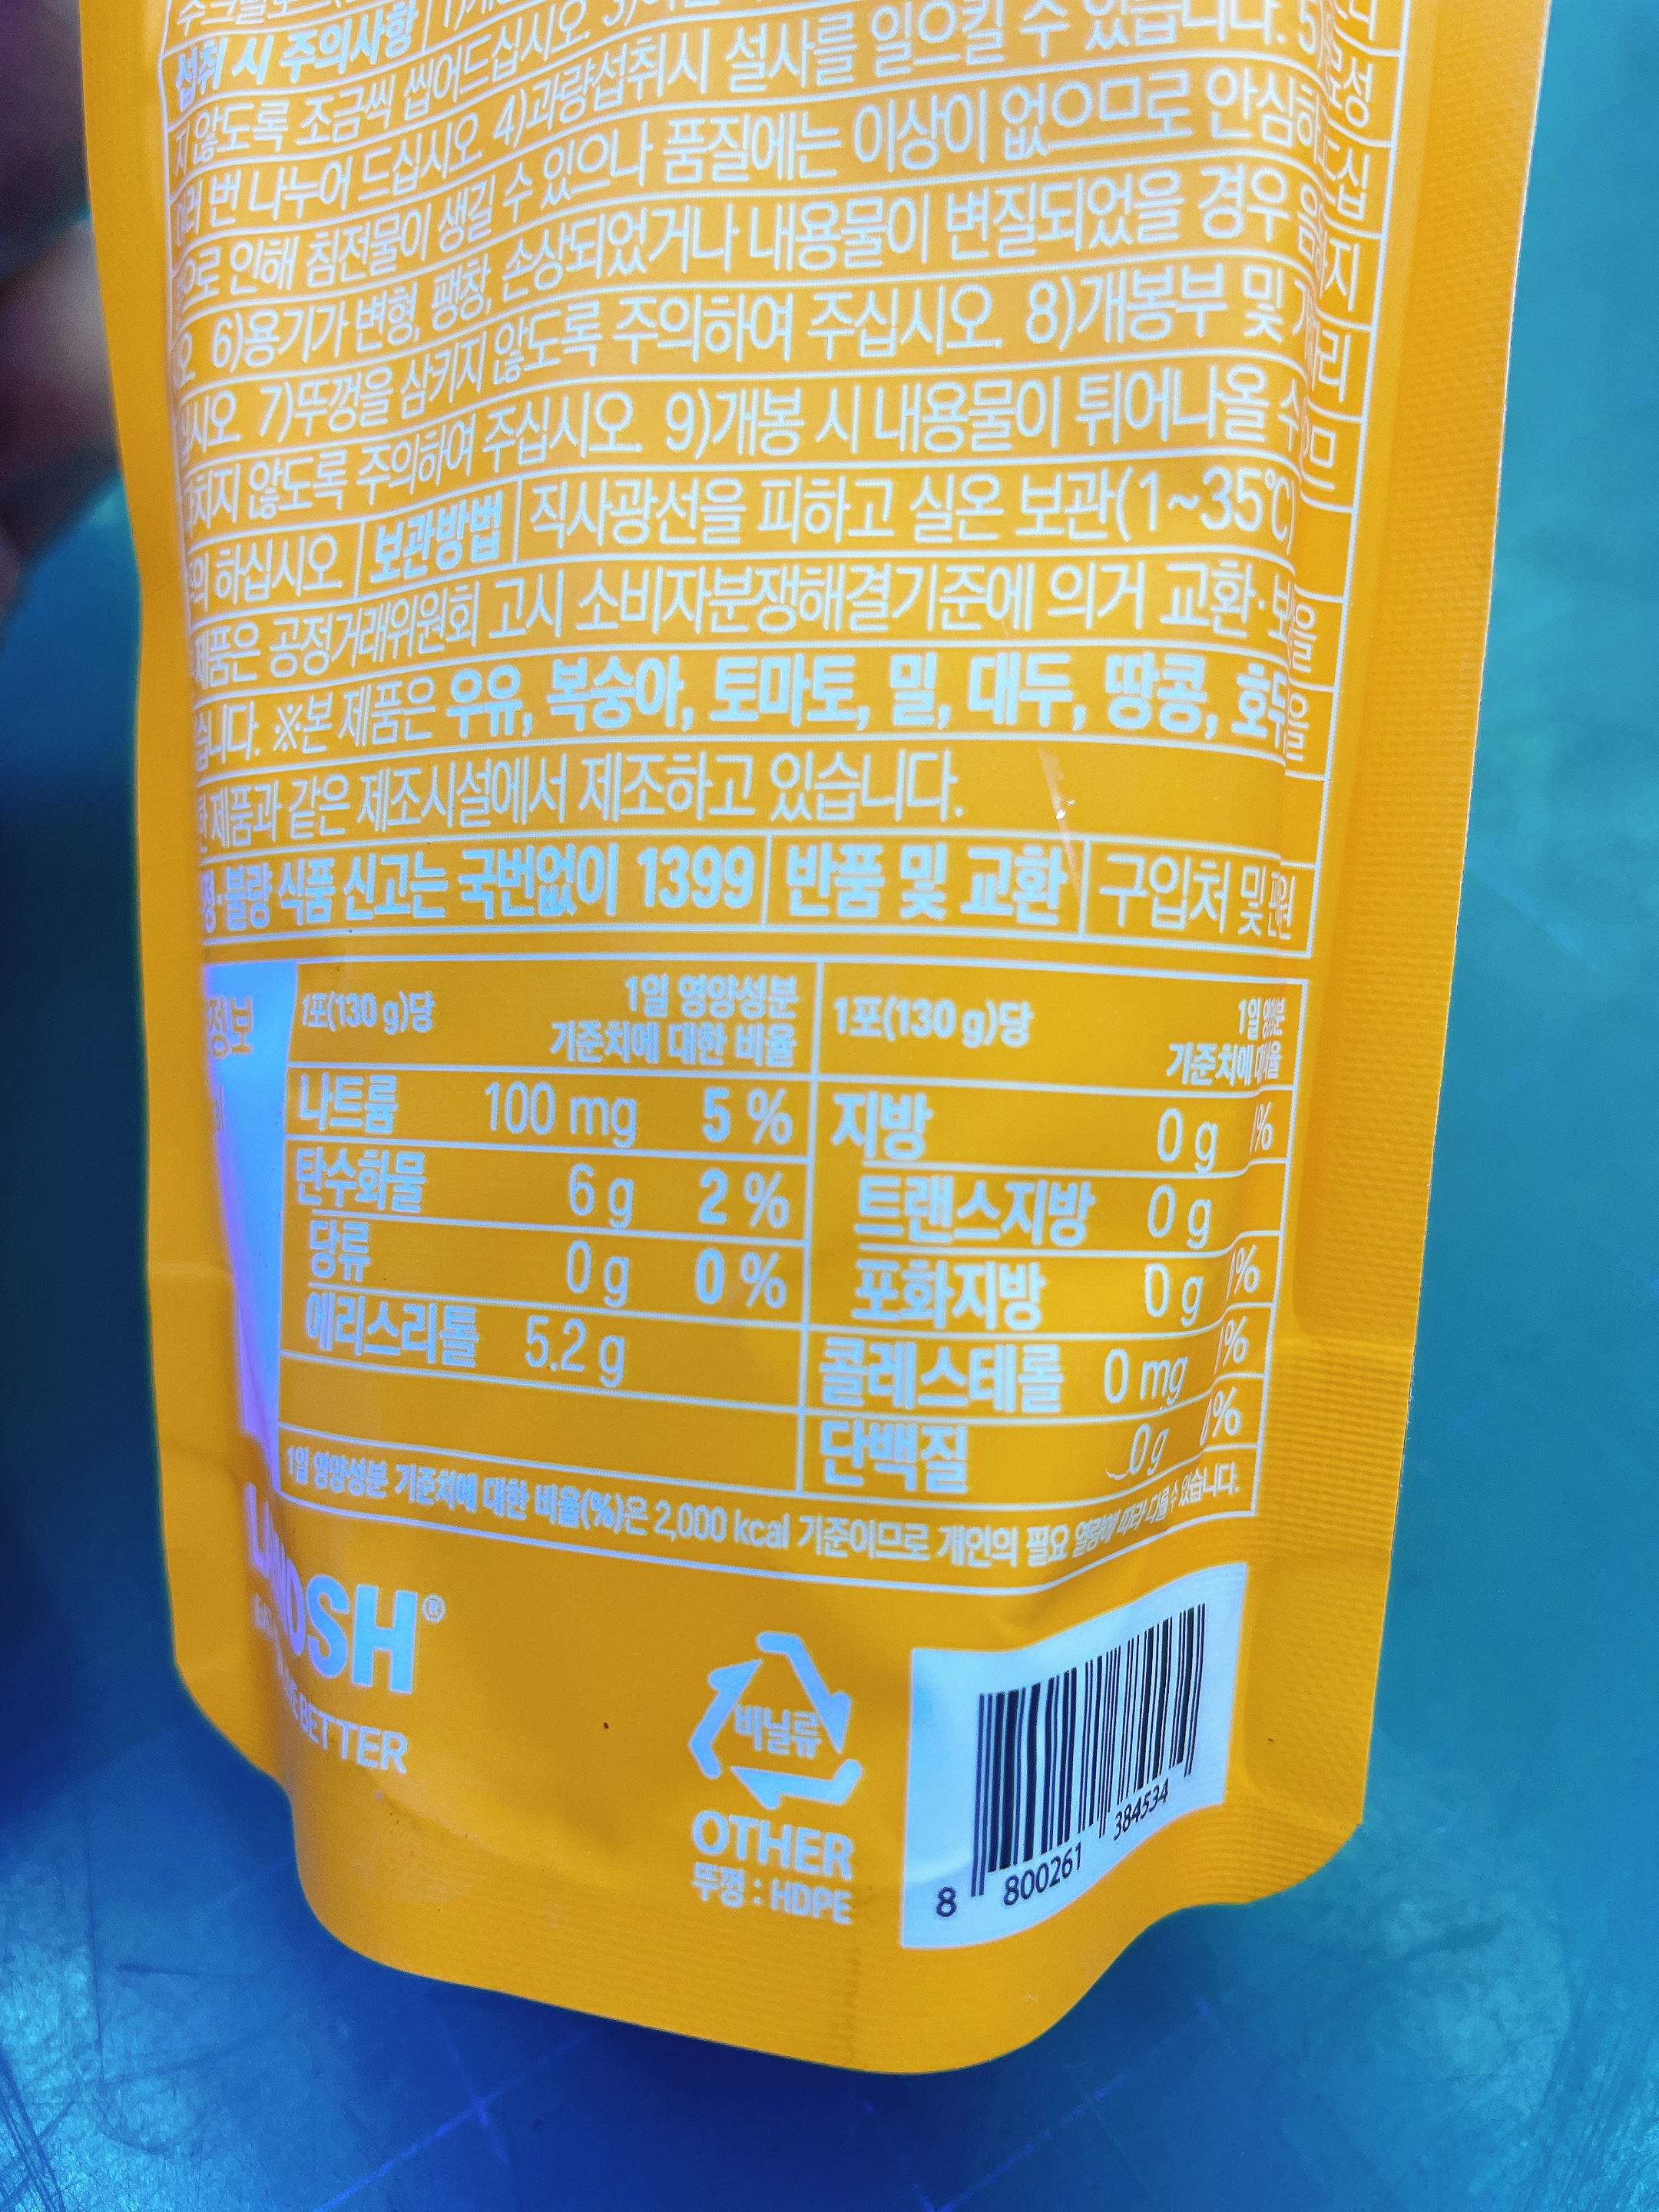 섭취 시 주의사항
지 않도록 조금씩 씹어드십시오.
번 나누어 드십시오. 4)과량섭취시 설사를 일으킬 수 있습니다. 5)
으로 인해 침전물이 생길 수 있으나 품질에는 이상이 없으므로 안심하
오. 6)용기가 변형, 팽창, 손상되었거나 내용물이 변질되었을 경우
시오. 7)뚜껑을 삼키지 않도록 주의하여 주십시오. 8)개봉부 및
치지 않도록 주의하여 주십시오. 9)개봉 시 내용물이 튀어나올 수
의 하십시오. 보관방법 직사광선을 피하고 실온 보관(1~35℃)
제품은 공정거래위원회 고시 소비자분쟁해결기준에 의거 교환·보
습니다. ※본 제품은 우유, 복숭아, 토마토, 밀, 대두, 땅콩, 호두를
한 제품과 같은 제조시설에서 제조하고 있습니다.
정·불량 식품 신고는 국번없이 1399 반품 및 교환 구입처 및
정보
1포(130 g)당 1일 영양성분 기준치에 대한 비율
나트륨 100 mg 5 %
탄수화물 6 g 2 %
당류 0 g 0 %
에리스리톨 5.2 g
1포(130 g)당 1일
기준치에
지방 0 g %
트랜스지방 0 g
포화지방 0 g %
콜레스테롤 0 mg %
단백질 0 g %
1일 영양성분 기준치에 대한 비율(%)은 2,000 kcal 기준이므로 개인의 필요 열량에 따라 다를 수 있습니다.
OSH®
BETTER
비닐류
OTHER
뚜껑 : HDPE
8 800261 384534